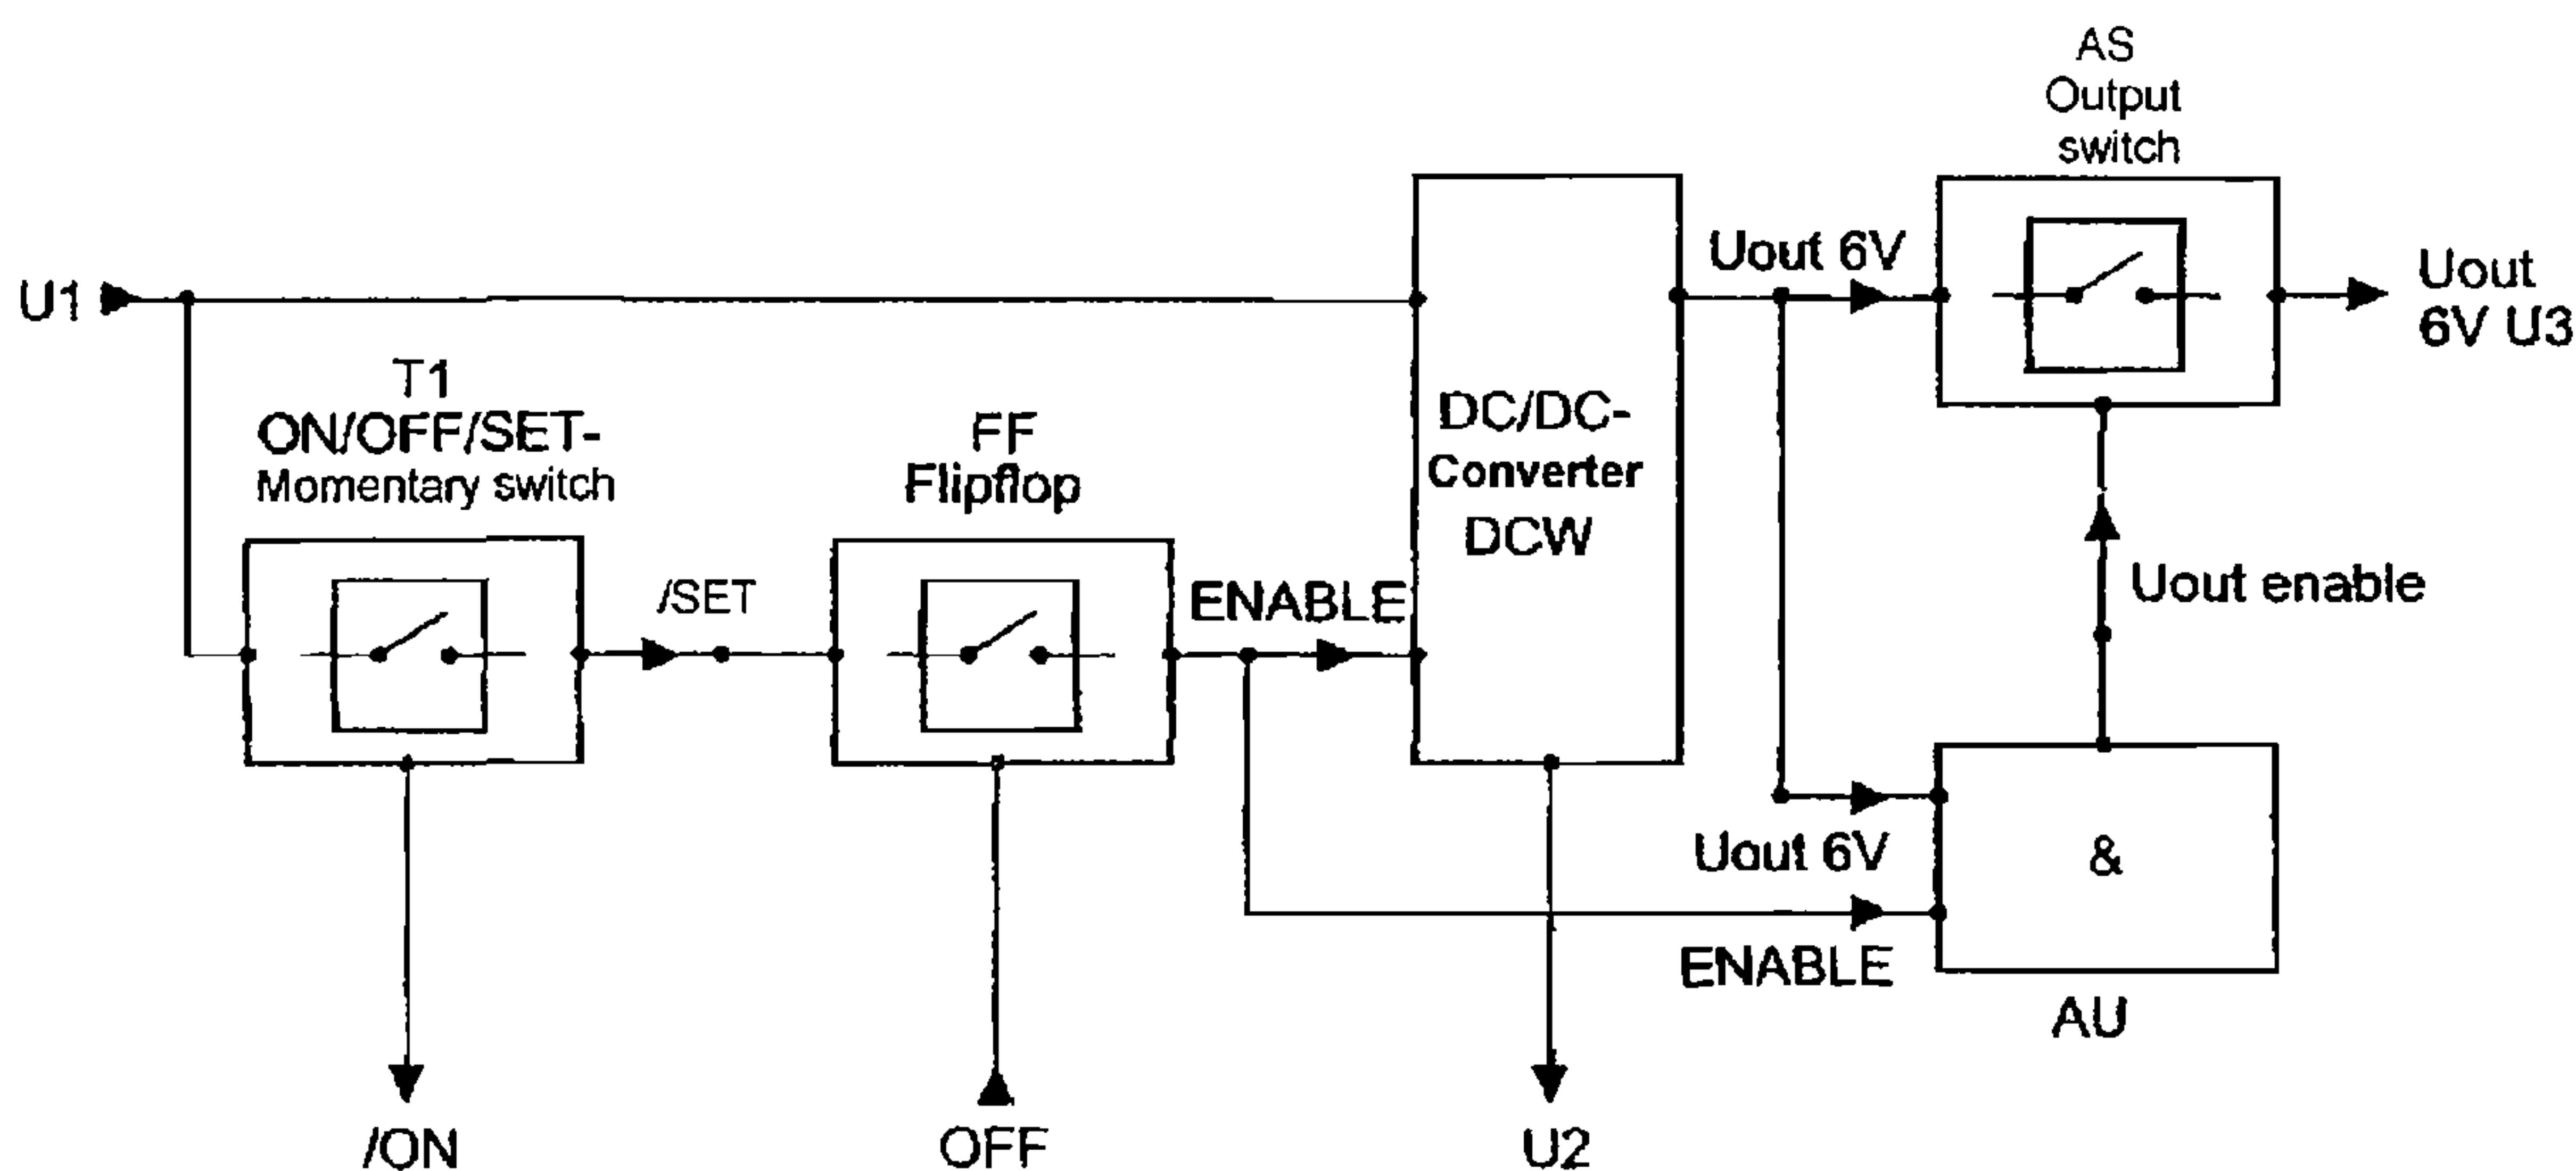 AS
Output
switch
U1
Uout 6V
Uout
6V U3
T1
ON/OFF/SET-
Momentary switch
FF
Flipflop
DC/DC-
Converter
DCW
/SET
ENABLE
Uout enable
Uout 6V
&
ENABLE
AU
/ON
OFF
U2